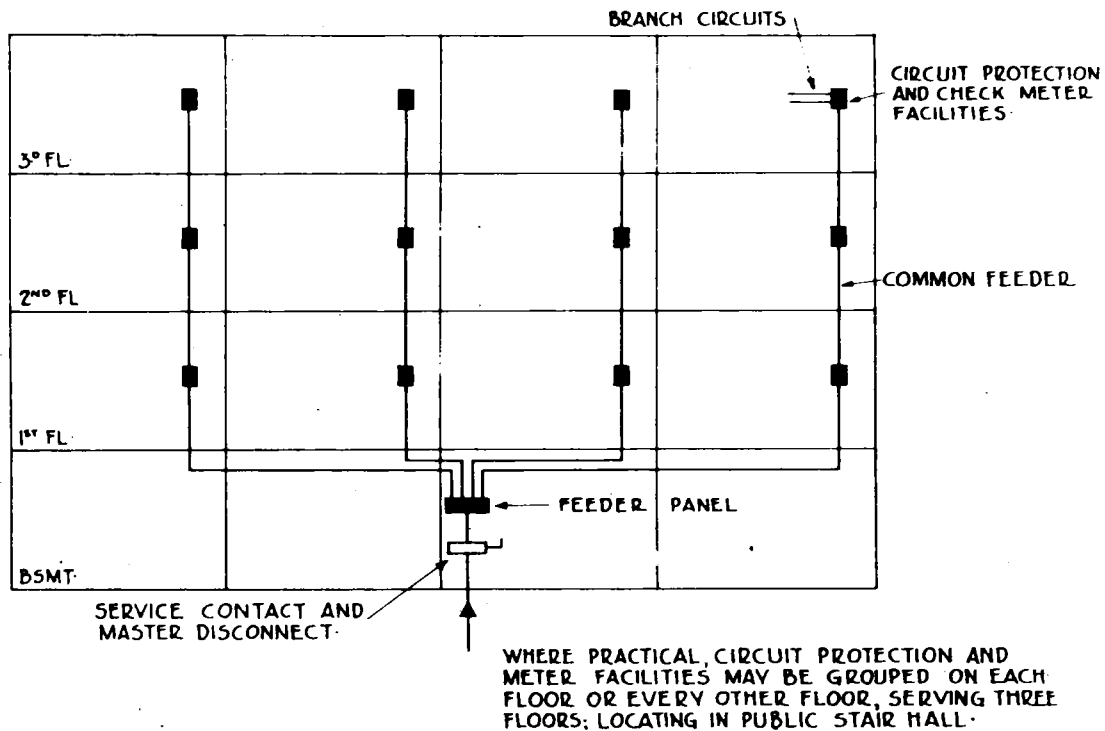 BRANCH CIRCUITS
CIRCUIT PROTECTION
AND CHECK METER
FACILITIES.
3D FL.
2ND FL
COMMON FEEDER
1ST FL.
FEEDER PANEL
BSMT.
SERVICE CONTACT AND
MASTER DISCONNECT.
WHERE PRACTICAL, CIRCUIT PROTECTION AND
METER FACILITIES MAY BE GROUPED ON EACH
FLOOR OR EVERY OTHER FLOOR, SERVING THREE
FLOORS; LOCATING IN PUBLIC STAIR HALL.